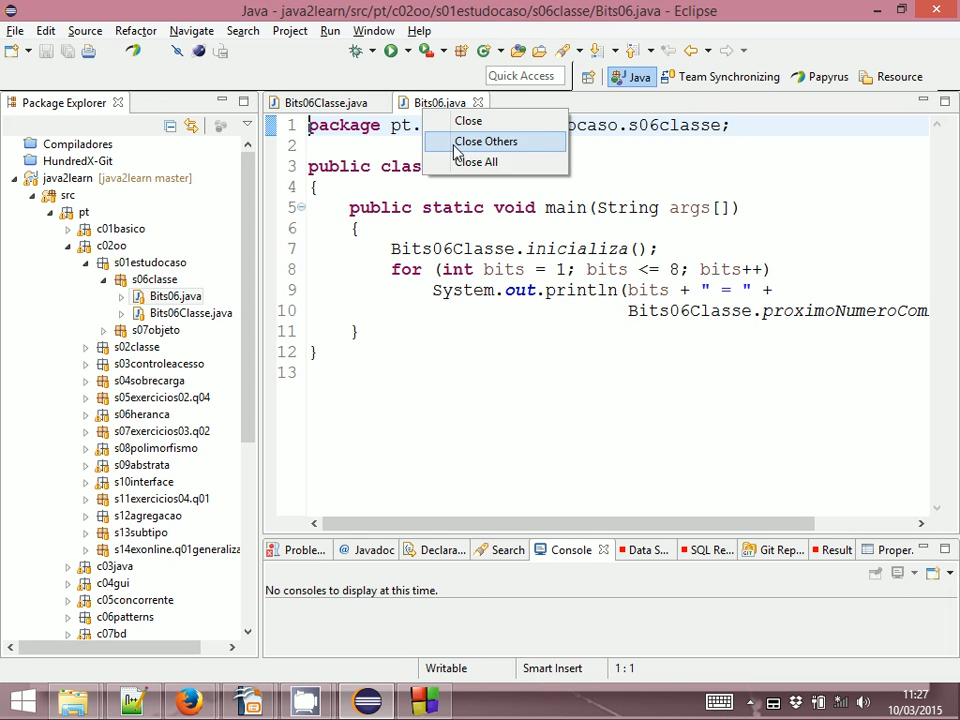 Java - java2learn/src/pt/c02oo/s01estudocaso/s06classe/Bits06.java - Eclipse
File Edit Source Refactor Navigate Search Project Run Window Help
Quick Access
Java
Team Synchronizing
Papyrus
Resource
Package Explorer
Compiladores
HundredX-Git
java2learn [java2learn master]
src
pt
c01basico
c02oo
s01estudocaso
s06classe
Bits06.java
Bits06Classe.java
s07objeto
s02classe
s03controleacesso
s04sobrecarga
s05exercicios02.q04
s06heranca
s07exercicios03.q02
s08polimorfismo
s09abstrata
s10interface
s11exercicios04.q01
s12agregacao
s13subtipo
s14exonline.q01generaliza
c03java
c04gui
c05concorrente
c06patterns
c07bd
Bits06Classe.java
Bits06.java
Close
Close Others
Close All
1 package pt. ocaso.s06classe;
2
3 public clas
4 {
5 public static void main(String args[])
6 {
7 Bits06Classe.inicializa();
8 for (int bits = 1; bits <= 8; bits++)
9 System.out.println(bits + " = " +
10 Bits06Classe.proximoNumeroCom
11 }
12 }
13
Proble... Javadoc Declara... Search Console Data S... SQL Re... Git Rep... Result Proper.
No consoles to display at this time.
Writable Smart Insert 1 : 1
11:27
10/03/2015